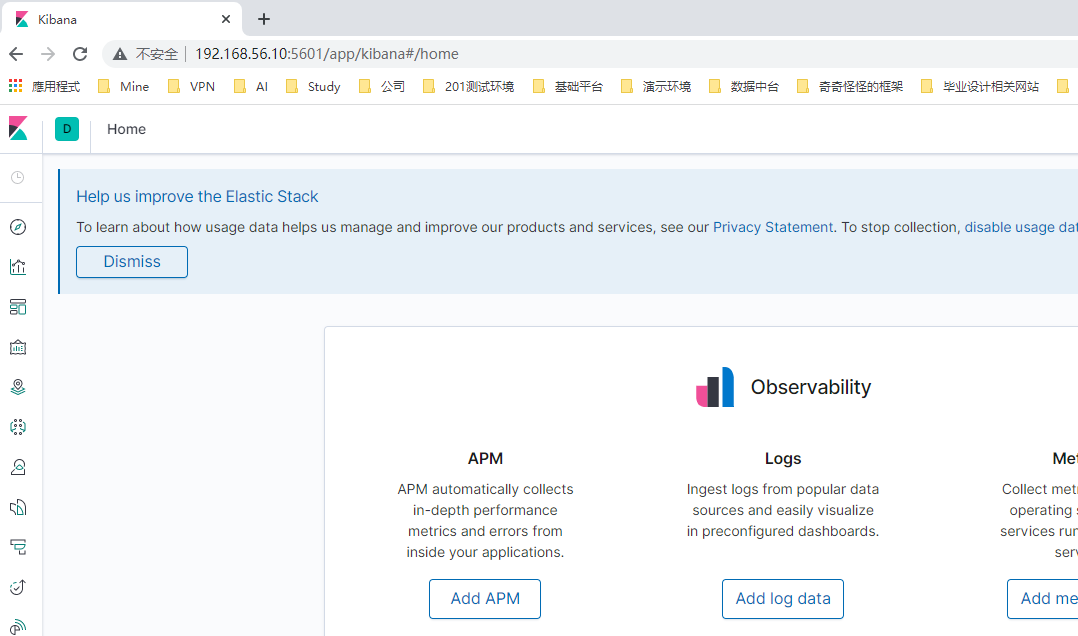 Kibana
不安全 192.168.56.10:5601/app/kibana#/home
應用程式 Mine VPN AI Study 公司 201测试环境 基础平台 演示环境 数据中台 奇奇怪怪的框架 毕业设计相关网站
D Home
Help us improve the Elastic Stack
To learn about how usage data helps us manage and improve our products and services, see our Privacy Statement. To stop collection, disable usage dat
Dismiss
Observability
APM
APM automatically collects
in-depth performance
metrics and errors from
inside your applications.
Add APM
Logs
Ingest logs from popular data
sources and easily visualize
in preconfigured dashboards.
Add log data
Met
Collect met
operating s
services run
serv
Add me